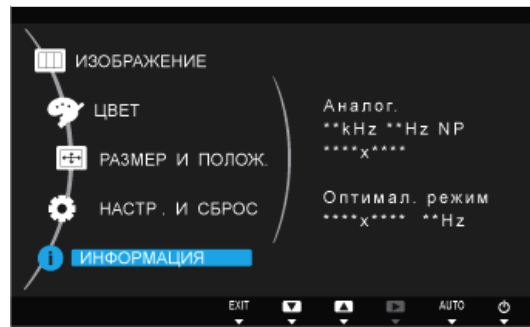 ИЗОБРАЖЕНИЕ
ЦВЕТ
РАЗМЕР И ПОЛОЖ.
НАСТР. И СБРОС
ИНФОРМАЦИЯ
Аналог.
**kHz **Hz NP
****x****
Оптимал. режим
****x**** **Hz
EXIT AUTO